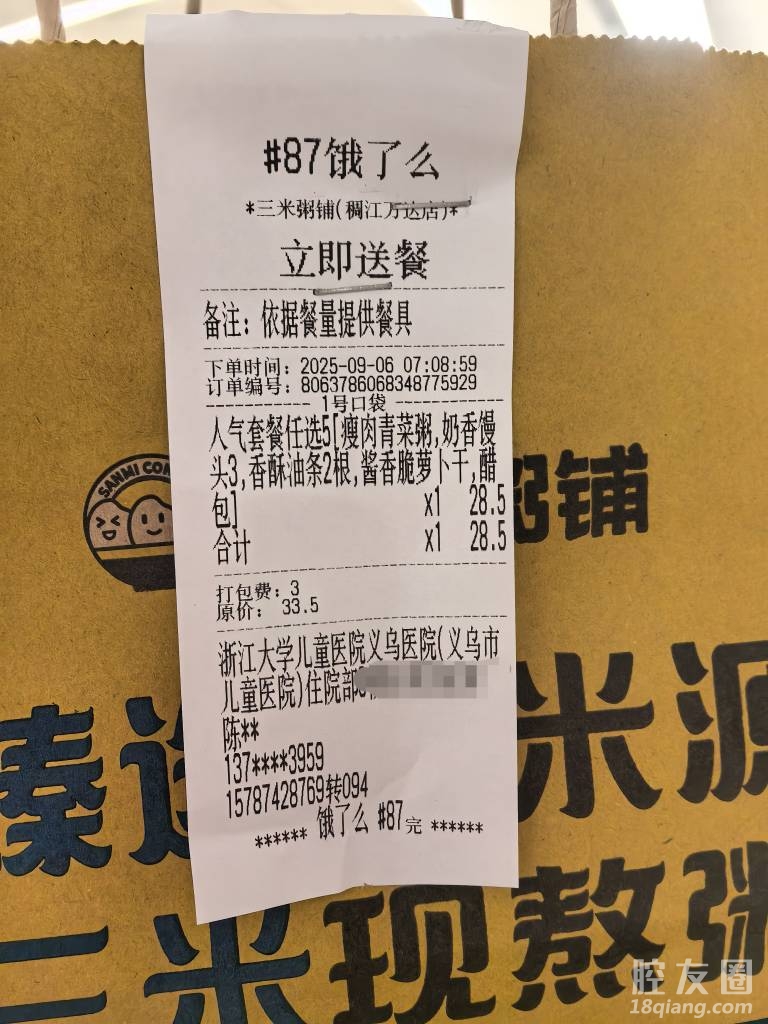 #87饿了么
*三米粥铺(稠江万达店)*
立即送餐
备注: 依据餐量提供餐具
下单时间: 2025-09-06 07:08:59
订单编号: 8063786068348775929
1号口袋
人气套餐任选5[瘦肉青菜粥,奶香馒
头3,香酥油条2根,酱香脆萝卜干,醋
包] x1 28.5
合计 x1 28.5
打包费: 3
原价: 33.5
浙江大学儿童医院义乌医院(义乌市
儿童医院)住院部
陈**
137****3959
15787428769转094
****** 饿了么 #87完 ******
SANMI CON
粥铺
臻选 米源
三米现熬粥
腔友圈
18qiang.com